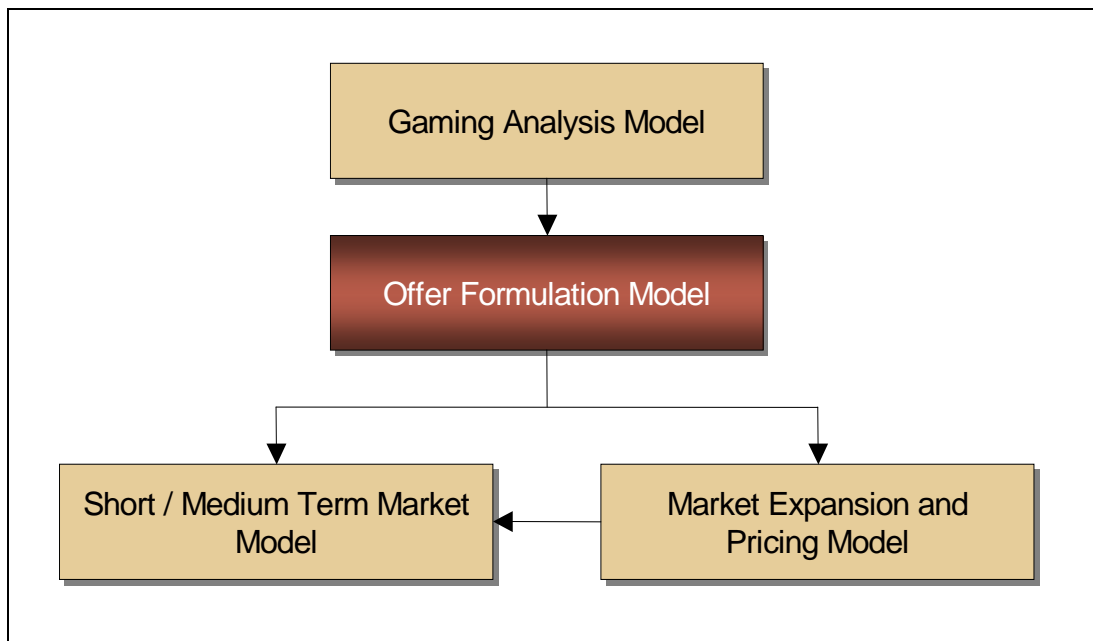 Gaming Analysis Model
Offer Formulation Model
Short / Medium Term Market
Model
Market Expansion and
Pricing Model